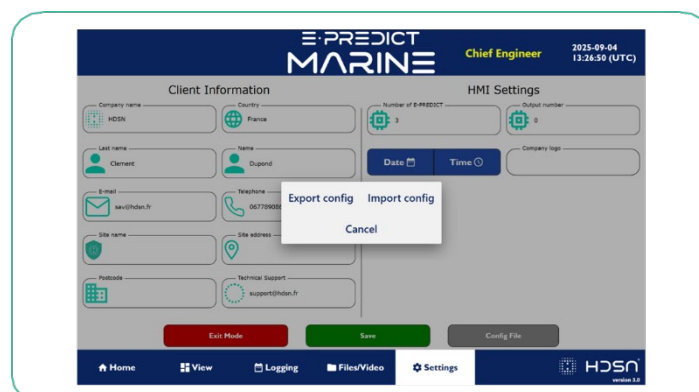 E·PREDICT
MARINE
Chief Engineer
2025-09-04
13:26:50 (UTC)
Client Information
HMI Settings
Company name
HDSN
Country
France
Number of E-PREDICT
3
Output number
0
Last name
Clement
Name
Dupond
Date
Time
Company logo
E-mail
sav@hdsn.fr
Telephone
Export config
Import config
Cancel
Site name
Site address
Postcode
Technical Support
support@hdsn.fr
Exit Mode
Save
Config File
Home
View
Logging
Files/Video
Settings
HDSN
version 3.0